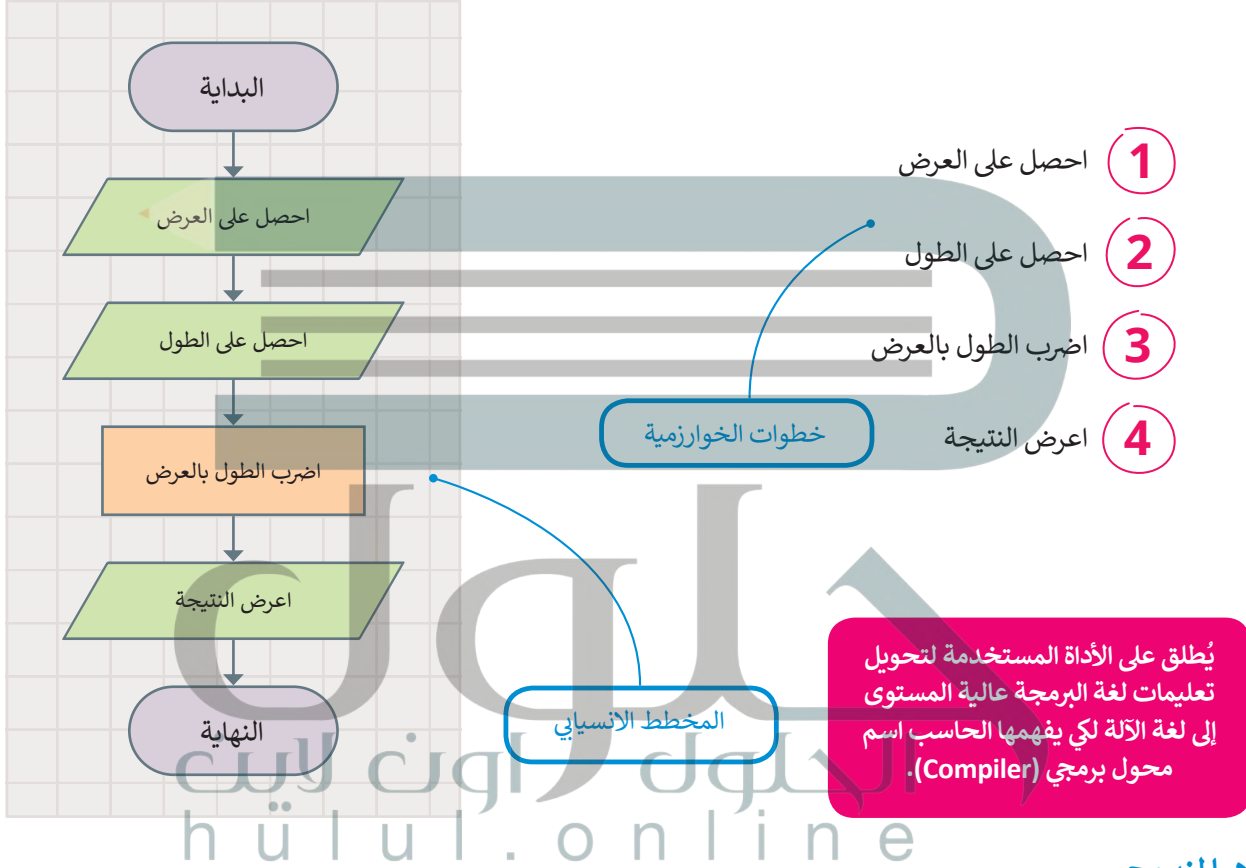 البداية
احصل على العرض
احصل على الطول
اضرب الطول بالعرض
اعرض النتيجة
النهاية
1 احصل على العرض
2 احصل على الطول
3 اضرب الطول بالعرض
4 اعرض النتيجة
خطوات الخوارزمية
المخطط الانسيابي
يُطلق على الأداة المستخدمة لتحويل
تعليمات لغة البرمجة عالية المستوى
إلى لغة الآلة لكي يفهمها الحاسب اسم
محول برمجي (Compiler).
حلول
الحلول اون لاين
hulul.online